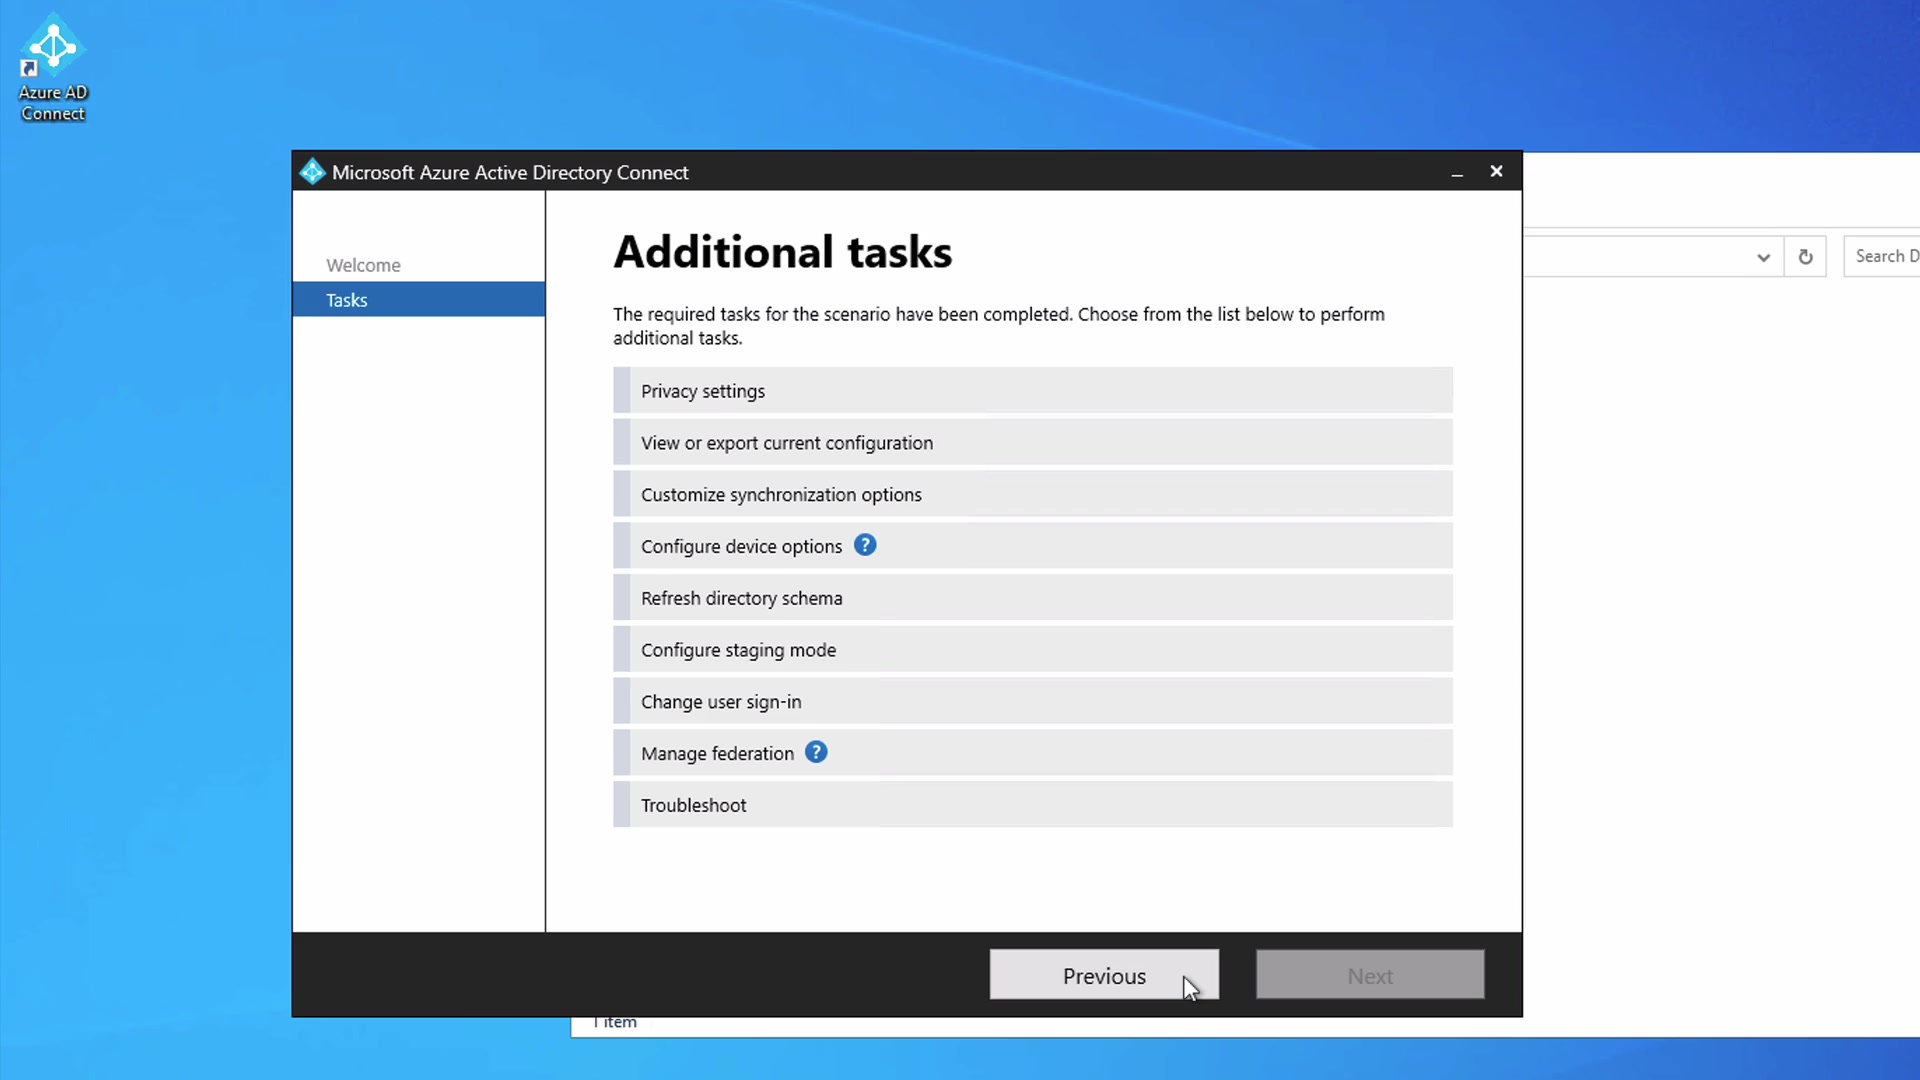 Azure AD
Connect
Microsoft Azure Active Directory Connect
Welcome
Tasks
Additional tasks
The required tasks for the scenario have been completed. Choose from the list below to perform
additional tasks.
Privacy settings
View or export current configuration
Customize synchronization options
Configure device options ?
Refresh directory schema
Configure staging mode
Change user sign-in
Manage federation ?
Troubleshoot
Previous
Next
Search D
1 item